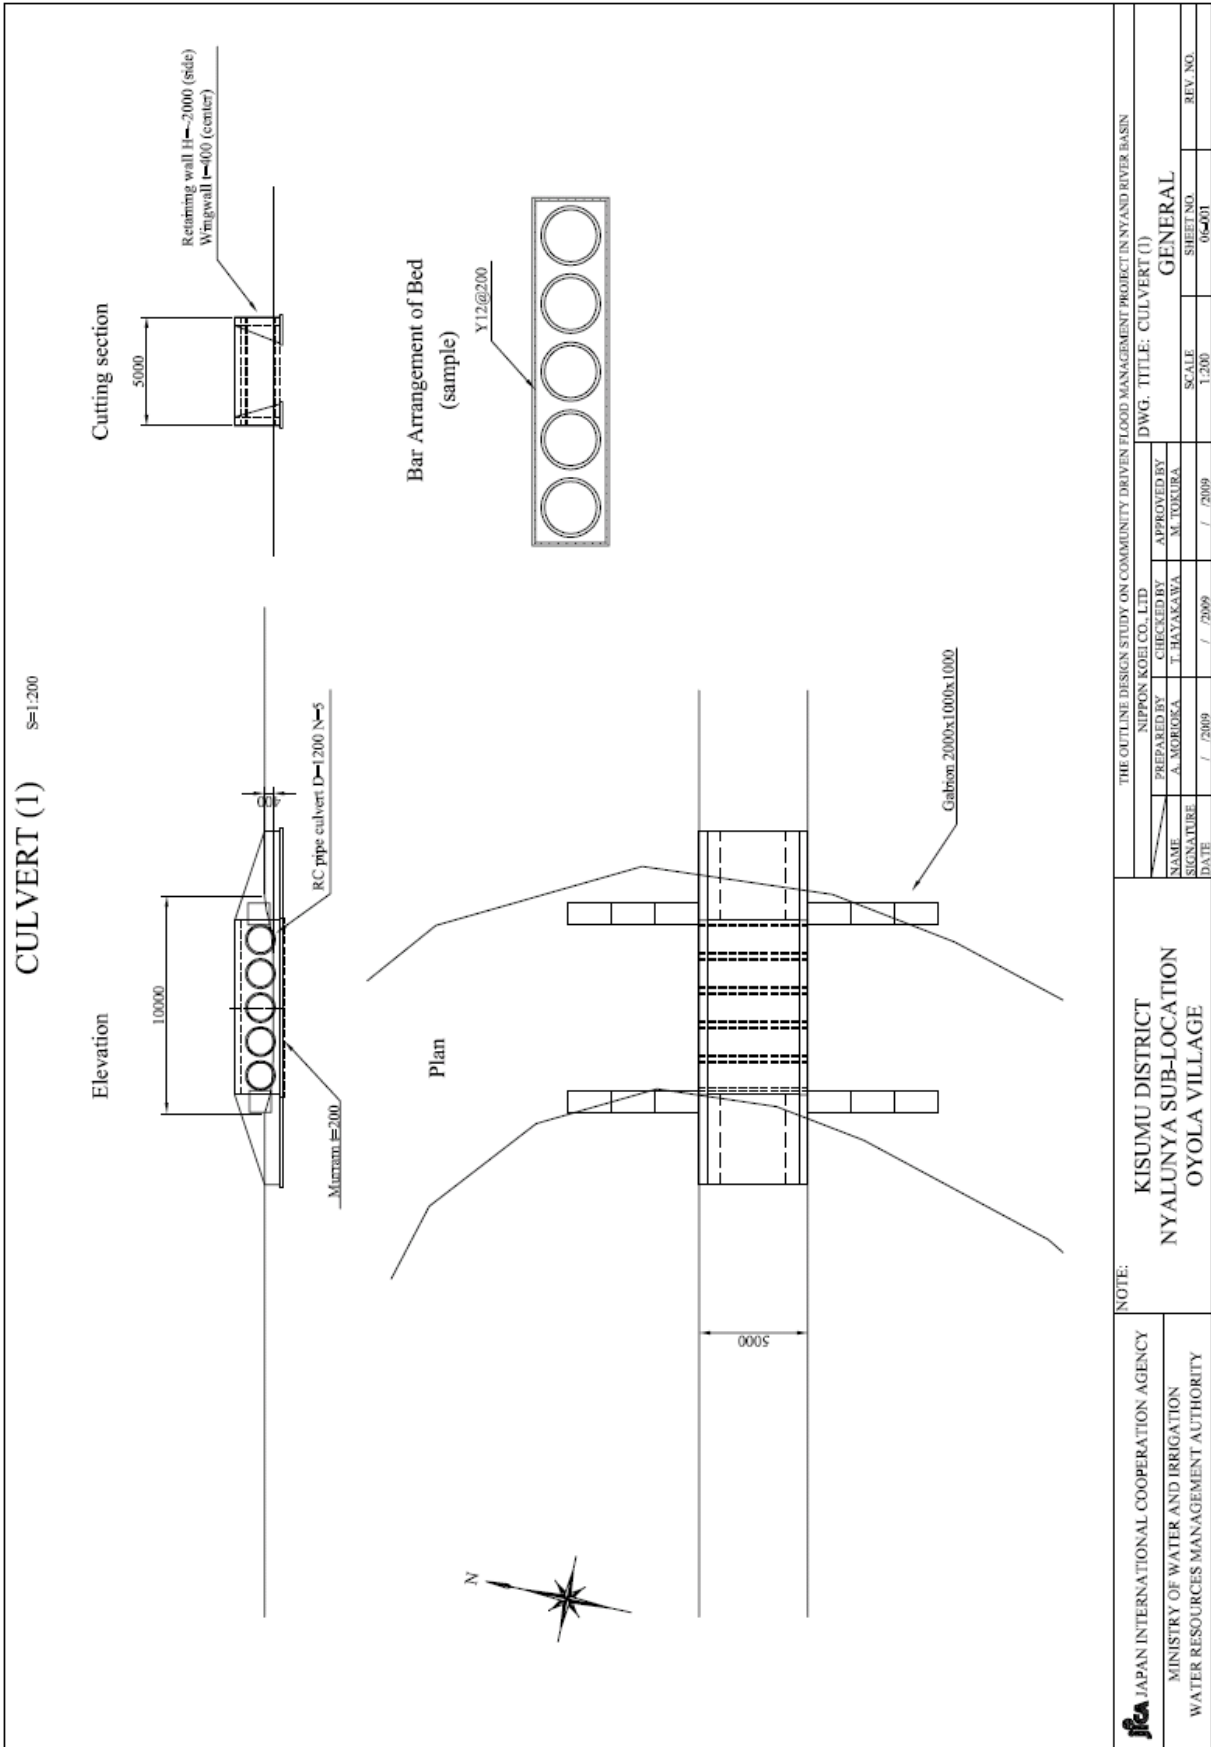 CULVERT (1)
S=1:200
Elevation
10000
400
RC pipe culvert D=1200 N=5
Murram t=200
Cutting section
5000
Retaining wall H=~2000 (side)
Wingwall t=400 (center)
Plan
5000
Gabion 2000x1000x1000
N
Bar Arrangement of Bed
(sample)
Y12@200
JICA JAPAN INTERNATIONAL COOPERATION AGENCY
MINISTRY OF WATER AND IRRIGATION
WATER RESOURCES MANAGEMENT AUTHORITY
NOTE:
KISUMU DISTRICT
NYALUNYA SUB-LOCATION
OYOLA VILLAGE
THE OUTLINE DESIGN STUDY ON COMMUNITY DRIVEN FLOOD MANAGEMENT PROJECT IN NYAND RIVER BASIN
NIPPON KOEI CO., LTD
PREPARED BY CHECKED BY APPROVED BY
NAME A. MORIOKA T. HAYAKAWA M. TOKURA
SIGNATURE
DATE / /2009 / /2009 / /2009
DWG. TITLE: CULVERT (1)
GENERAL
SCALE SHEET NO. REV. NO.
1:200 06-001